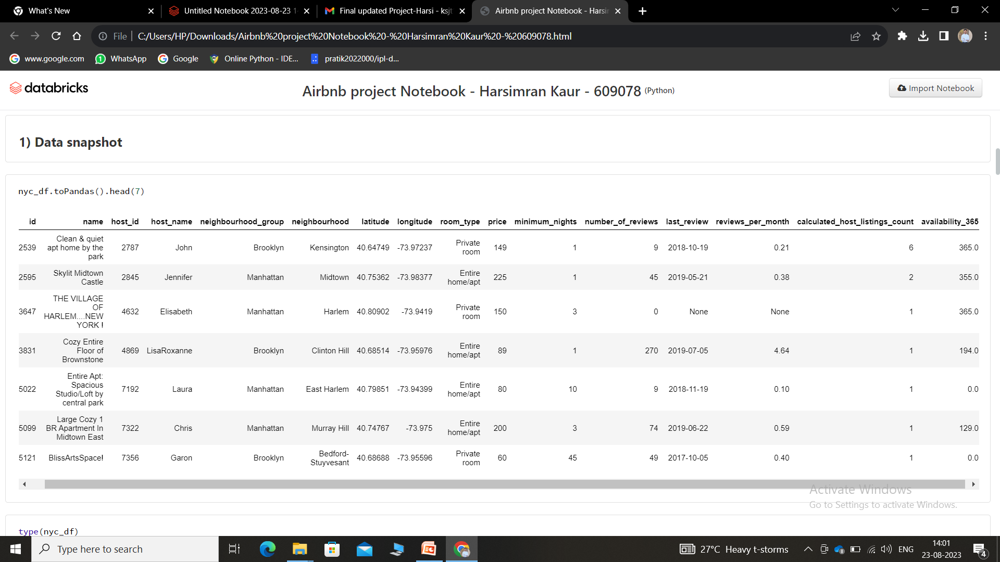 What's New
Untitled Notebook 2023-08-23 1
Final updated Project-Harsi - ksjt
Airbnb project Notebook - Harsir
File
C:/Users/HP/Downloads/Airbnb%20project%20Notebook%20-%20Harsimran%20Kaur%20-%20609078.html
www.google.com WhatsApp Google Online Python - IDE... pratik2022000/ipl-d...
databricks
Airbnb project Notebook - Harsimran Kaur - 609078 (Python)
Import Notebook
1) Data snapshot
nyc_df.toPandas().head(7)
id name host_id host_name neighbourhood_group neighbourhood latitude longitude room_type price minimum_nights number_of_reviews last_review reviews_per_month calculated_host_listings_count availability_365
2539 Clean & quiet apt home by the park 2787 John Brooklyn Kensington 40.64749 -73.97237 Private room 149 1 9 2018-10-19 0.21 6 365.0
2595 Skylit Midtown Castle 2845 Jennifer Manhattan Midtown 40.75362 -73.98377 Entire home/apt 225 1 45 2019-05-21 0.38 2 355.0
3647 THE VILLAGE OF HARLEM....NEW YORK ! 4632 Elisabeth Manhattan Harlem 40.80902 -73.9419 Private room 150 3 0 None None 1 365.0
3831 Cozy Entire Floor of Brownstone 4869 LisaRoxanne Brooklyn Clinton Hill 40.68514 -73.95976 Entire home/apt 89 1 270 2019-07-05 4.64 1 194.0
5022 Entire Apt: Spacious Studio/Loft by central park 7192 Laura Manhattan East Harlem 40.79851 -73.94399 Entire home/apt 80 10 9 2018-11-19 0.10 1 0.0
5099 Large Cozy 1 BR Apartment In Midtown East 7322 Chris Manhattan Murray Hill 40.74767 -73.975 Entire home/apt 200 3 74 2019-06-22 0.59 1 129.0
5121 BlissArtsSpace! 7356 Garon Brooklyn Bedford-Stuyvesant 40.68688 -73.95596 Private room 60 45 49 2017-10-05 0.40 1 0.0
Activate Windows
Go to Settings to activate Windows.
type(nyc_df)
Type here to search
27°C Heavy t-storms
ENG
14:01
23-08-2023
4